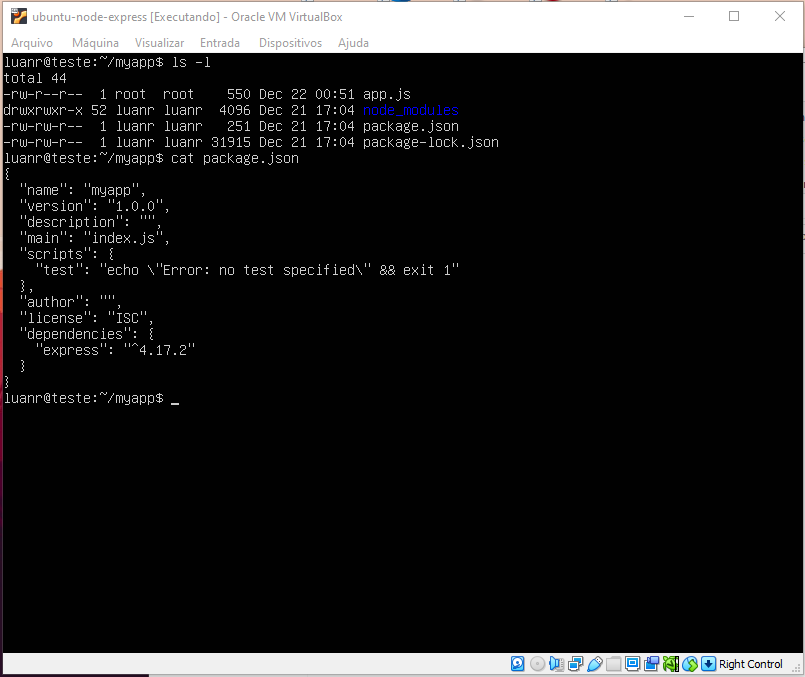 ubuntu-node-express [Executando] - Oracle VM VirtualBox
Arquivo Máquina Visualizar Entrada Dispositivos Ajuda
luanr@teste:~/myapp$ ls -l
total 44
-rw-r--r--  1 root  root    550 Dec 22 00:51 app.js
drwxrwxr-x 52 luanr luanr  4096 Dec 21 17:04 node_modules
-rw-rw-r--  1 luanr luanr   251 Dec 21 17:04 package.json
-rw-rw-r--  1 luanr luanr 31915 Dec 21 17:04 package-lock.json
luanr@teste:~/myapp$ cat package.json
{
  "name": "myapp",
  "version": "1.0.0",
  "description": "",
  "main": "index.js",
  "scripts": {
    "test": "echo \"Error: no test specified\" && exit 1"
  },
  "author": "",
  "license": "ISC",
  "dependencies": {
    "express": "^4.17.2"
  }
}
luanr@teste:~/myapp$ _
Right Control